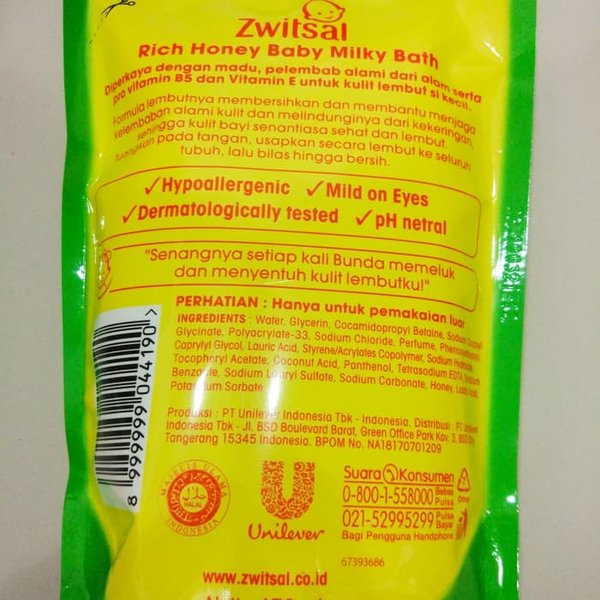 Zwitsal
Rich Honey Baby Milky Bath
Diperkaya dengan madu, pelembab alami dari alam serta
pro vitamin B5 dan Vitamin E untuk kulit lembut si kecil.
Formula lembutnya membersihkan dan membantu menjaga
kelembaban alami kulit dan melindunginya dari kekeringan,
sehingga kulit bayi senantiasa sehat dan lembut.
Tuangkan pada tangan, usapkan secara lembut ke seluruh
tubuh, lalu bilas hingga bersih.
✓Hypoallergenic ✓Mild on Eyes
✓Dermatologically tested ✓pH netral
"Senangnya setiap kali Bunda memeluk
dan menyentuh kulit lembutku!"
PERHATIAN : Hanya untuk pemakaian luar
INGREDIENTS : Water, Glycerin, Cocamidopropyl Betaine, Sodium
Glycinate, Polyacrylate-33, Sodium Chloride, Perfume,
Caprylyl Glycol, Lauric Acid, Styrene/Acrylates Copolymer, Sodium
Tocopheryl Acetate, Coconut Acid, Panthenol, Tetrasodium EDTA,
Benzoate, Sodium Lauryl Sulfate, Sodium Carbonate, Honey,
Potassium Sorbate.
Produksi : PT Unilever Indonesia Tbk - Indonesia. Distribusi : PT Unilever
Indonesia Tbk - Jl. BSD Boulevard Barat, Green Office Park Kav. 3, BSD
Tangerang 15345 Indonesia. BPOM No. NA18170701209
8 999999 044190 >
MAJELIS ULAMA
HALAL
INDONESIA
Unilever
Suara Konsumen
0-800-1-558000 Bebas Pulsa
021-52995299 Pulsa Bayar
Bagi Pengguna Handphone
7
Other
67393686
www.zwitsal.co.id